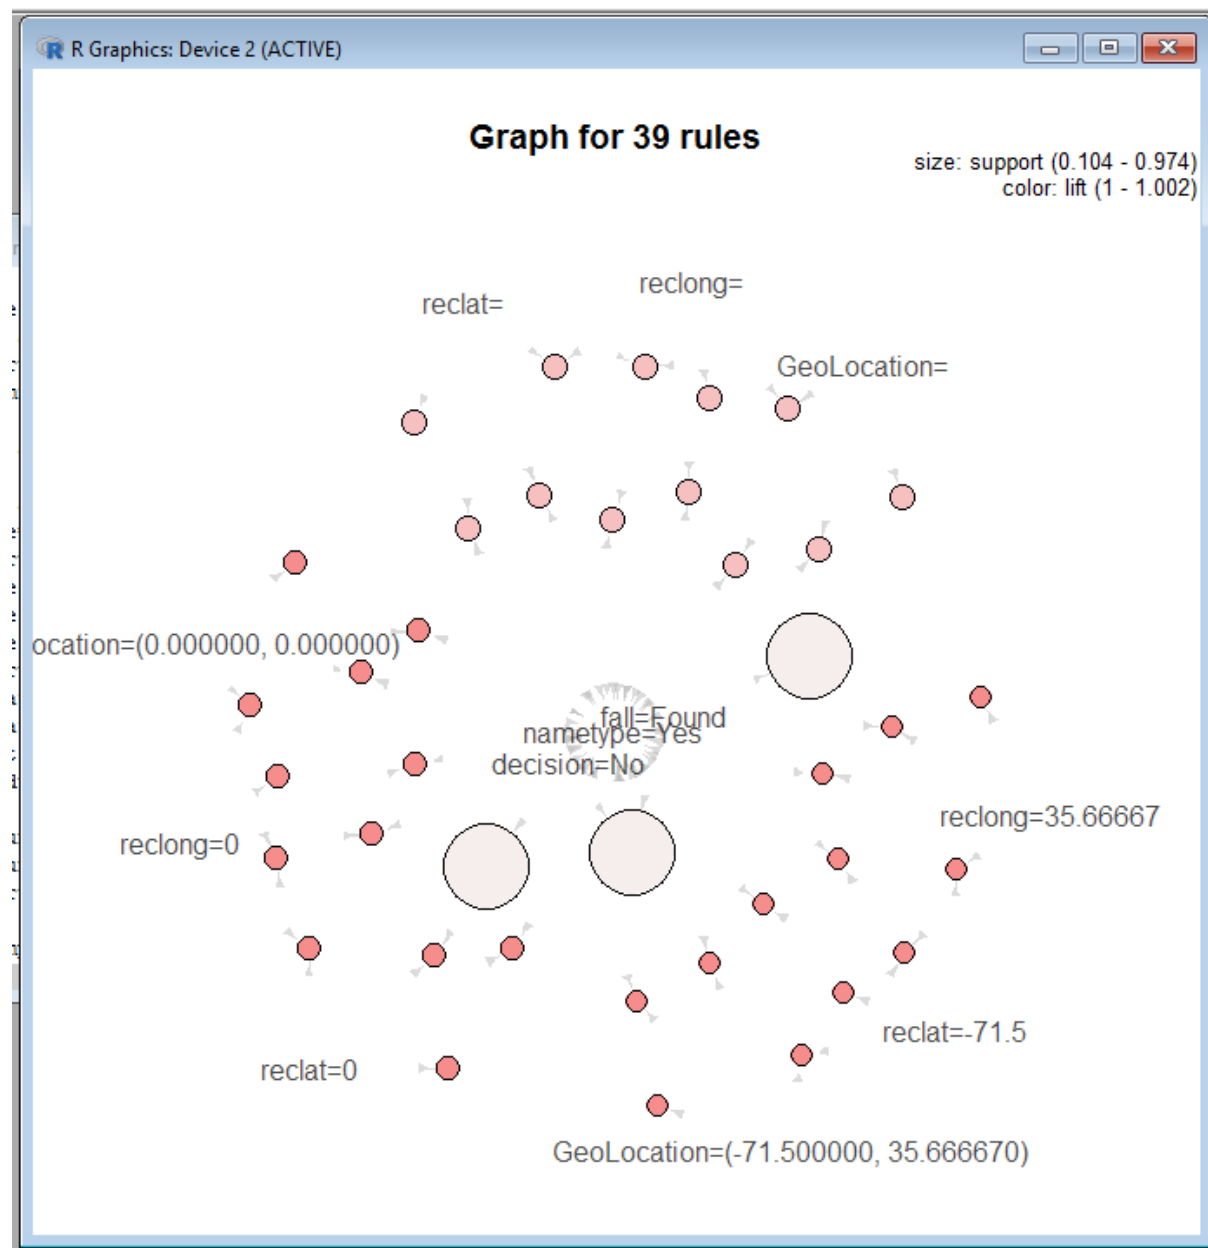 R Graphics: Device 2 (ACTIVE)
Graph for 39 rules
size: support (0.104 - 0.974)
color: lift (1 - 1.002)
reclong=
reclat=
GeoLocation=
ocation=(0.000000, 0.000000)
fall=Found
nametype=Yes
decision=No
reclong=35.66667
reclong=0
reclat=-71.5
reclat=0
GeoLocation=(-71.500000, 35.666670)